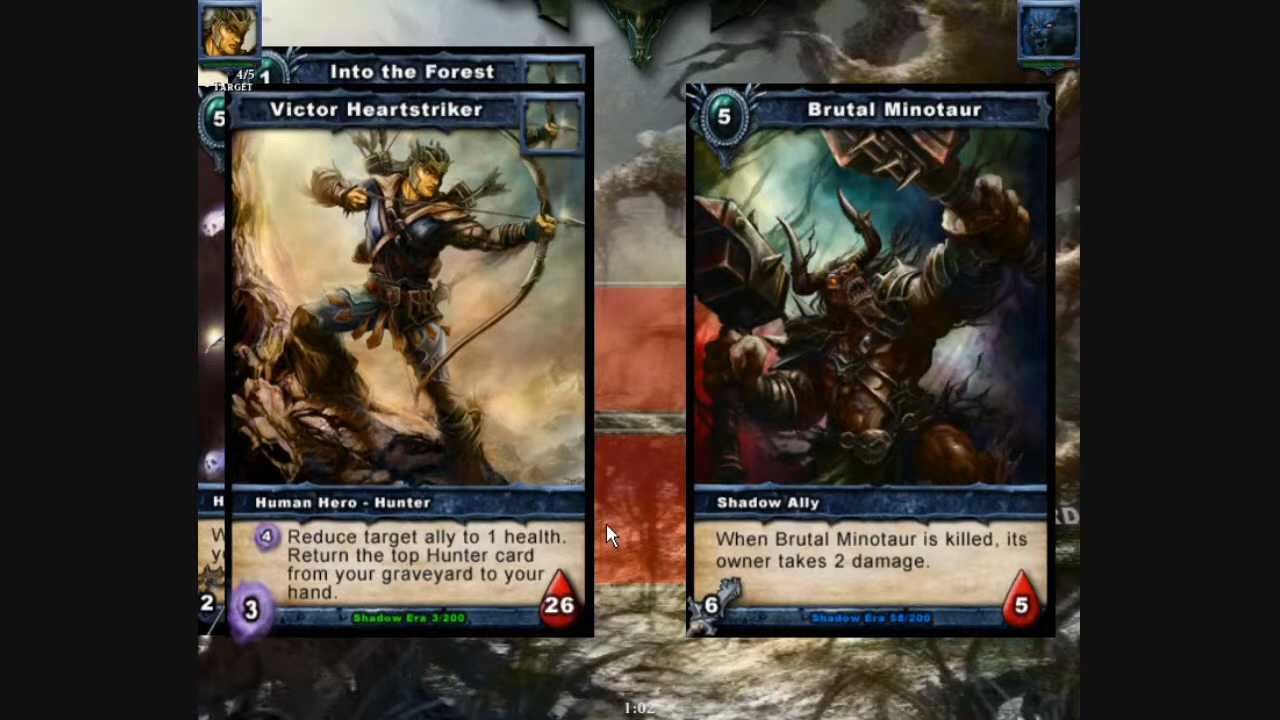 4/5
TARGET
1
Into the Forest
5
Victor Heartstriker
Human Hero - Hunter
4
Reduce target ally to 1 health.
Return the top Hunter card
from your graveyard to your
hand.
2
3
26
Shadow Era 3/200
5
Brutal Minotaur
Shadow Ally
When Brutal Minotaur is killed, its
owner takes 2 damage.
6
5
Shadow Era 58/200
1:02